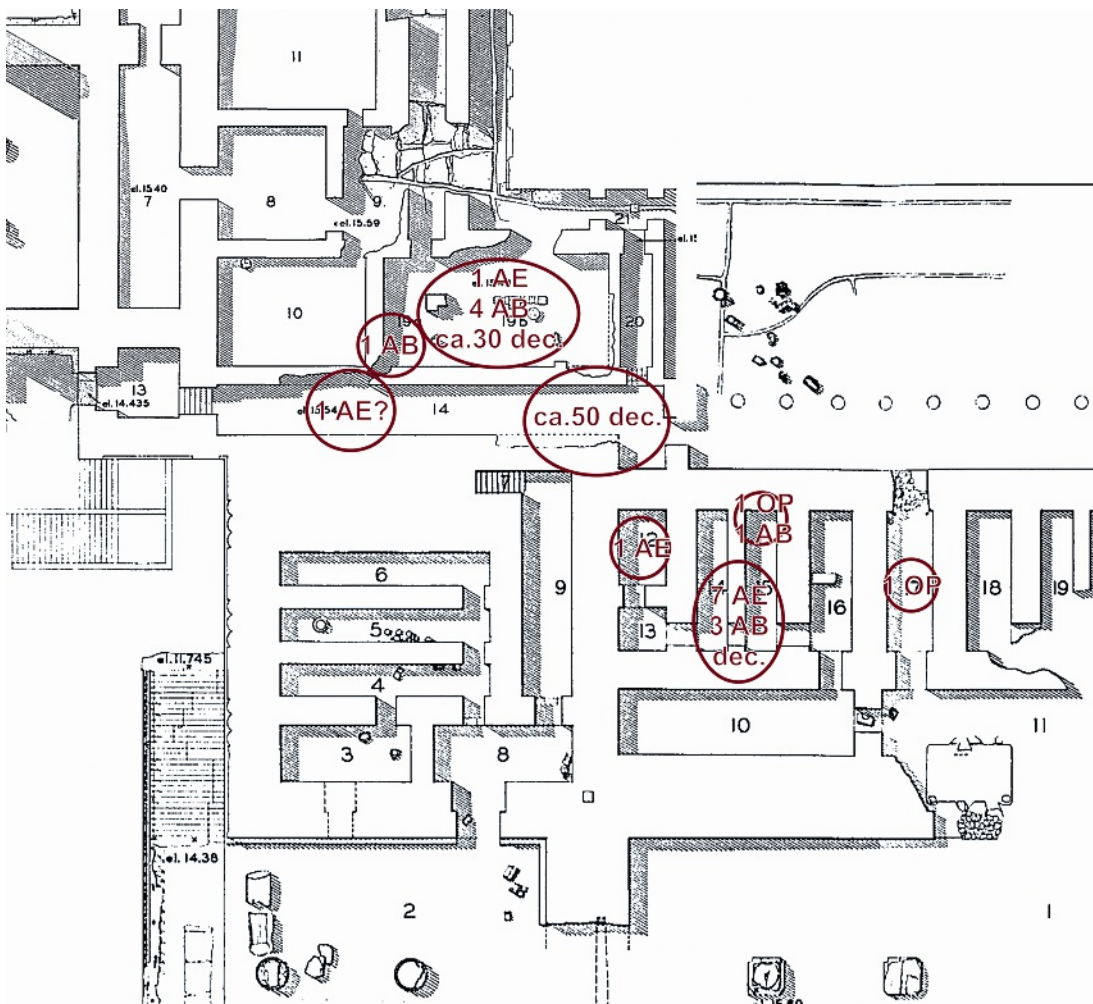 11
el.15.40
7
8
9.
el.15.59
21
10
1 AE
4 AB
19B
ca.30 dec.
20
1 AB
13
el.14.435
1 AE?
14
ca.50 dec.
7
1 OP
1 AB
1 AE
6
9
7 AE
3 AB
dec.
16
1 OP
18
19
5
13
el.11.745
4
10
11
3
8
el.14.38
2
1